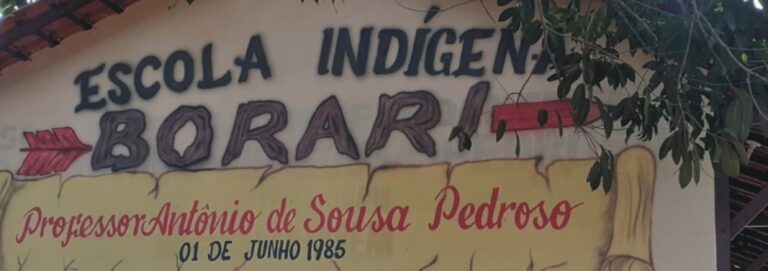 ESCOLA INDÍGENA
BORARI
Professor Antônio de Sousa Pedroso
01 DE JUNHO 1985